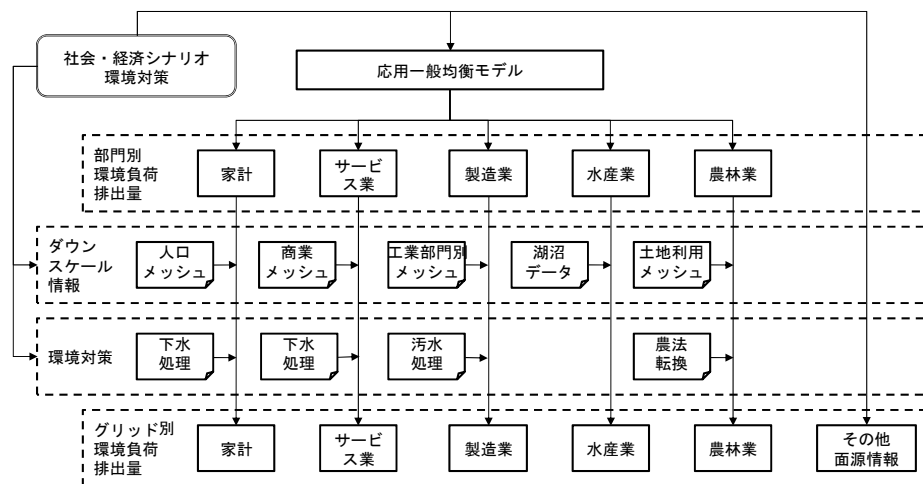 社会・経済シナリオ
環境対策
応用一般均衡モデル
部門別
環境負荷
排出量
家計
サービ
ス業
製造業
水産業
農林業
ダウン
スケール
情報
人口
メッシュ
商業
メッシュ
工業部門別
メッシュ
湖沼
データ
土地利用
メッシュ
環境対策
下水
処理
下水
処理
汚水
処理
農法
転換
グリッド別
環境負荷
排出量
家計
サービ
ス業
製造業
水産業
農林業
その他
面源情報